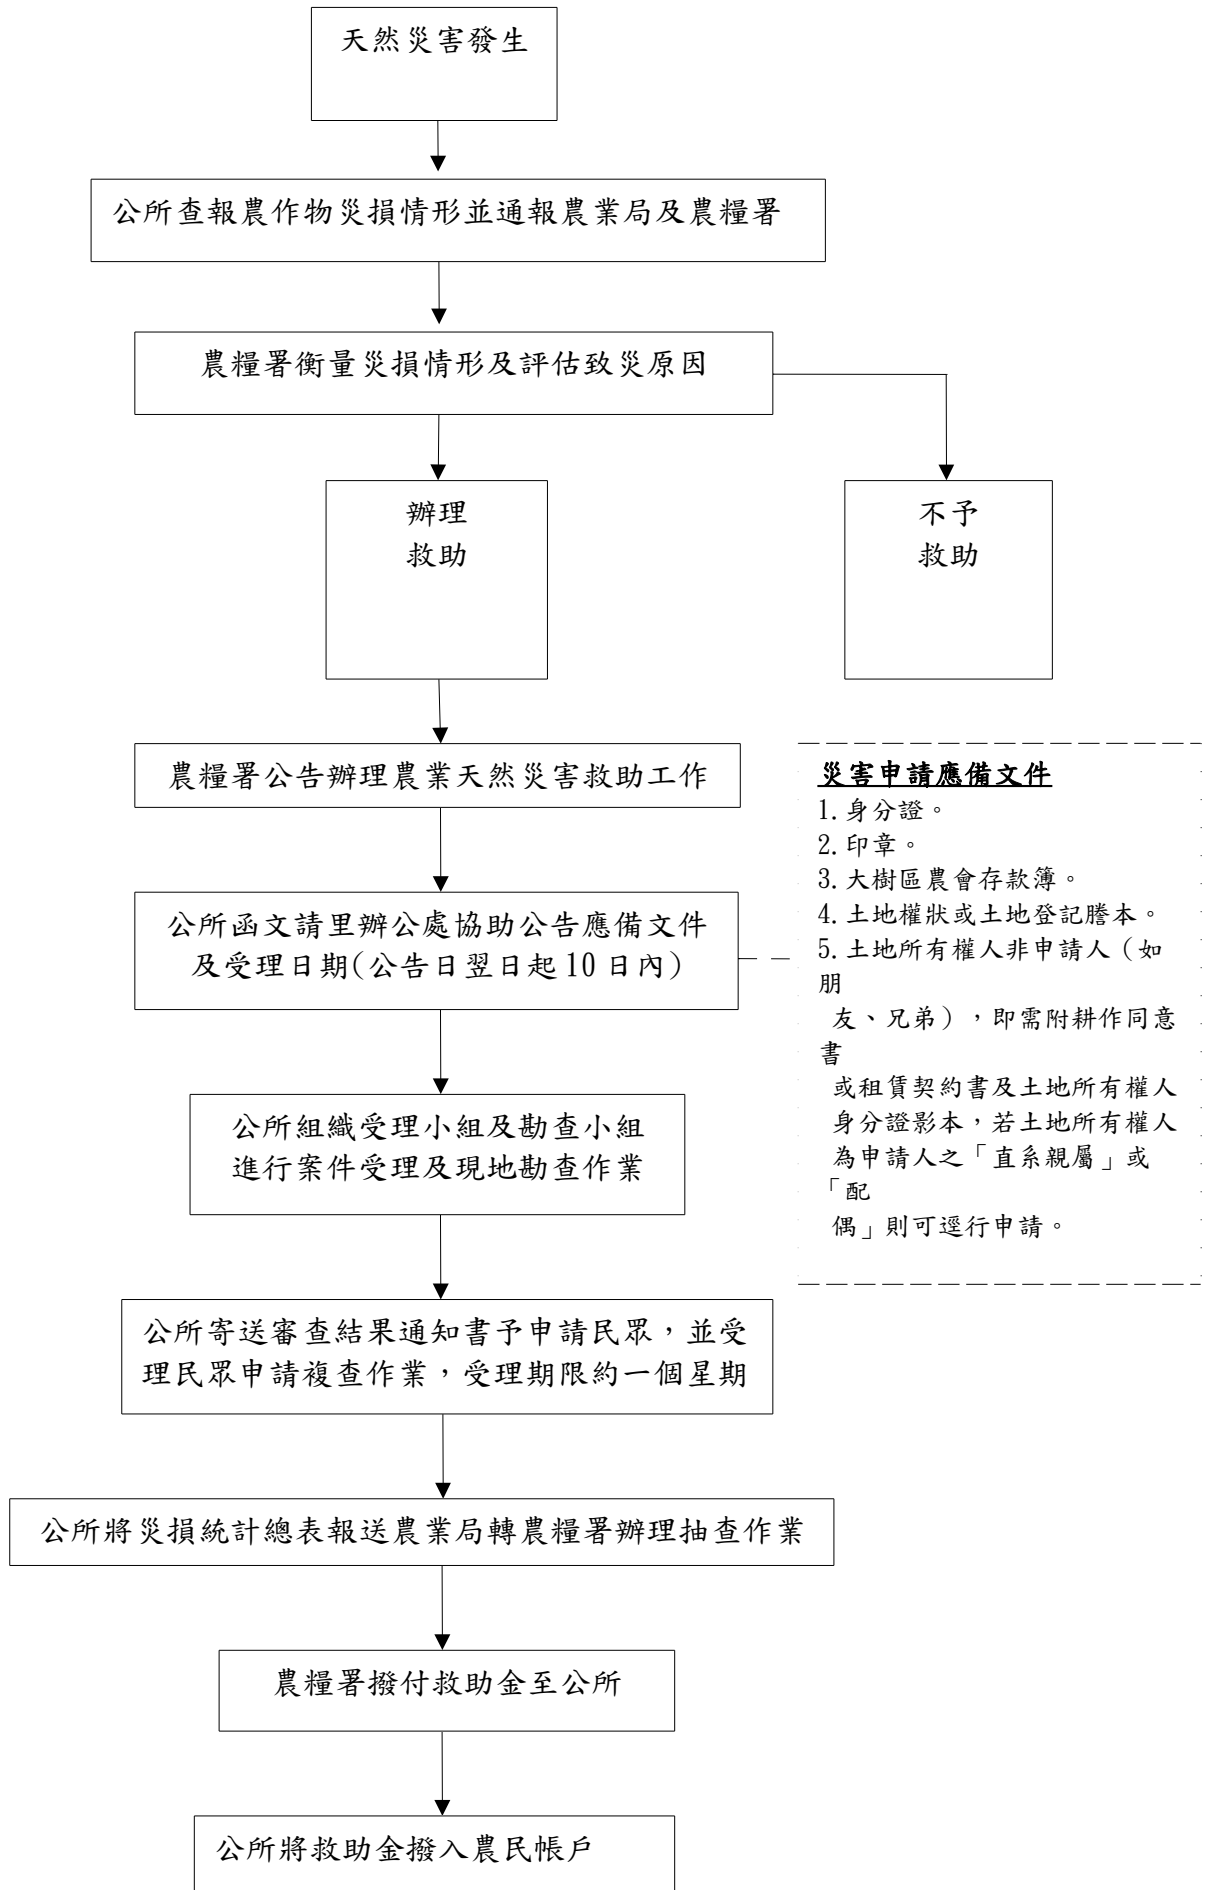 天然災害發生
公所查報農作物災損情形並通報農業局及農糧署
農糧署衡量災損情形及評估致災原因
辦理
救助
不予
救助
農糧署公告辦理農業天然災害救助工作
公所函文請里辦公處協助公告應備文件
及受理日期(公告日翌日起10日內)
災害申請應備文件
1.身分證。
2.印章。
3.大樹區農會存款簿。
4.土地權狀或土地登記謄本。
5.土地所有權人非申請人（如
朋
友、兄弟），即需附耕作同意
書
或租賃契約書及土地所有權人
身分證影本，若土地所有權人
為申請人之「直系親屬」或
「配
偶」則可逕行申請。
公所組織受理小組及勘查小組
進行案件受理及現地勘查作業
公所寄送審查結果通知書予申請民眾，並受
理民眾申請複查作業，受理期限約一個星期
公所將災損統計總表報送農業局轉農糧署辦理抽查作業
農糧署撥付救助金至公所
公所將救助金撥入農民帳戶